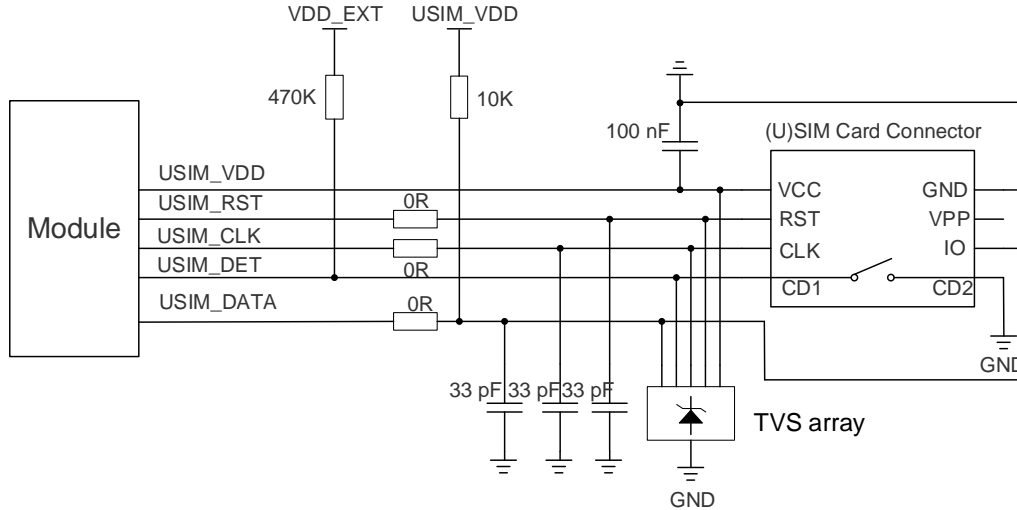 VDD_EXT USIM_VDD
470K 10K
100 nF (U)SIM Card Connector
USIM_VDD VCC GND
USIM_RST 0R RST VPP
Module
USIM_CLK CLK IO
USIM_DET 0R CD1 CD2
USIM_DATA 0R
GND
33 pF 33 pF 33 pF
TVS array
GND